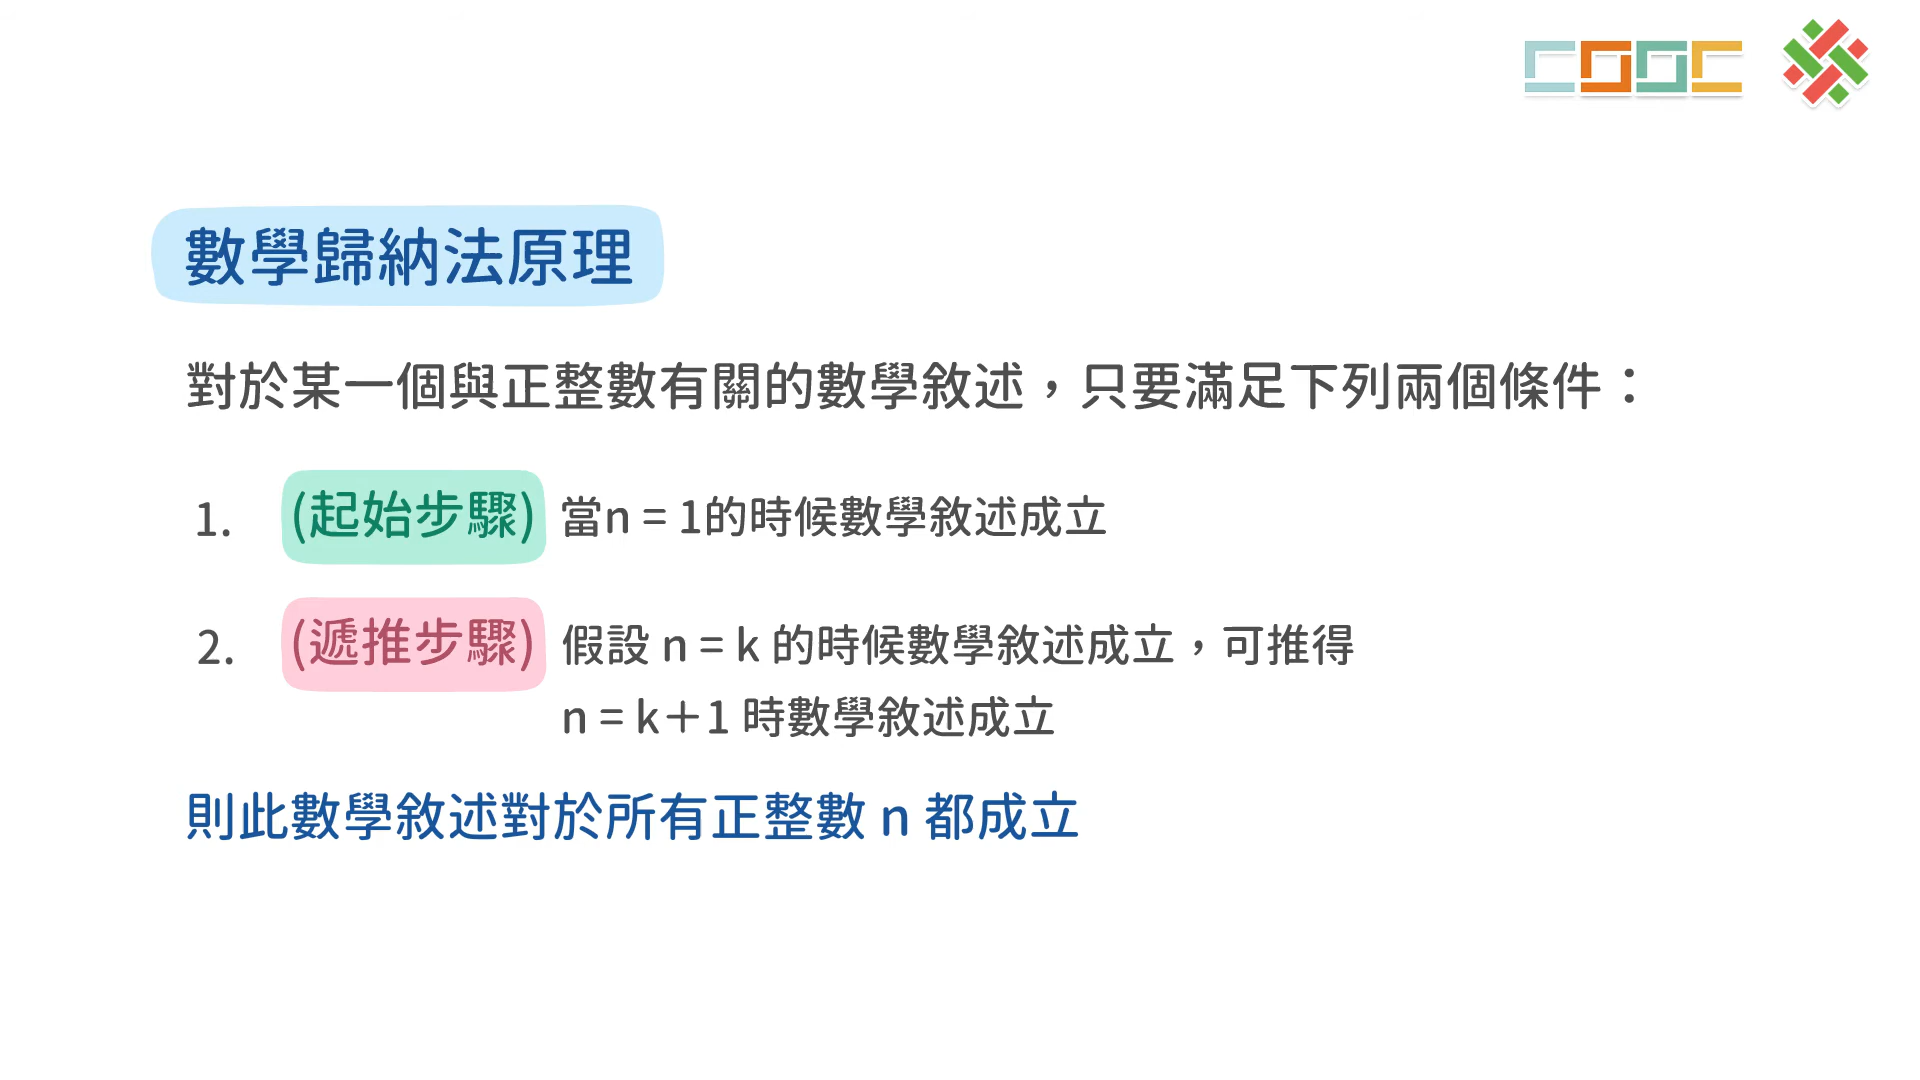 COOC
數學歸納法原理
對於某一個與正整數有關的數學敘述，只要滿足下列兩個條件：
1. (起始步驟) 當n = 1的時候數學敘述成立
2. (遞推步驟) 假設 n = k 的時候數學敘述成立，可推得
n = k＋1 時數學敘述成立
則此數學敘述對於所有正整數 n 都成立